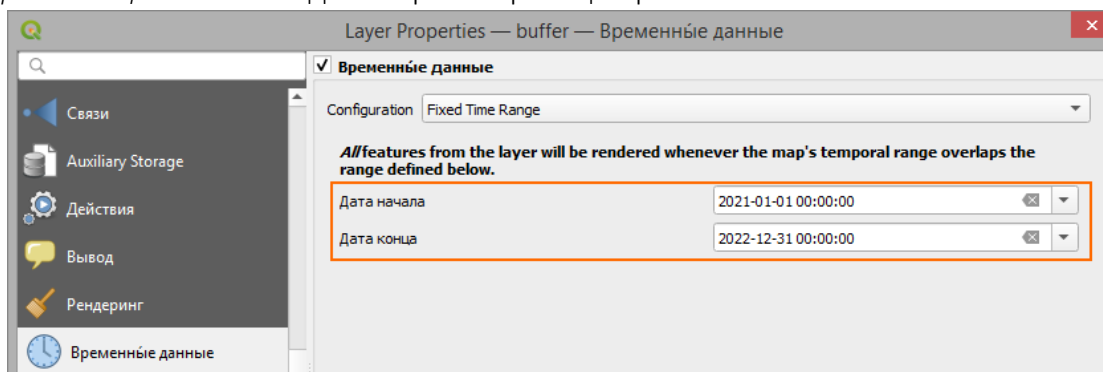 Layer Properties — buffer — Временны́е данные
Временны́е данные
Связи
Configuration Fixed Time Range
Auxiliary Storage
All features from the layer will be rendered whenever the map's temporal range overlaps the
range defined below.
Действия
Дата начала 2021-01-01 00:00:00
Вывод
Дата конца 2022-12-31 00:00:00
Рендеринг
Временны́е данные